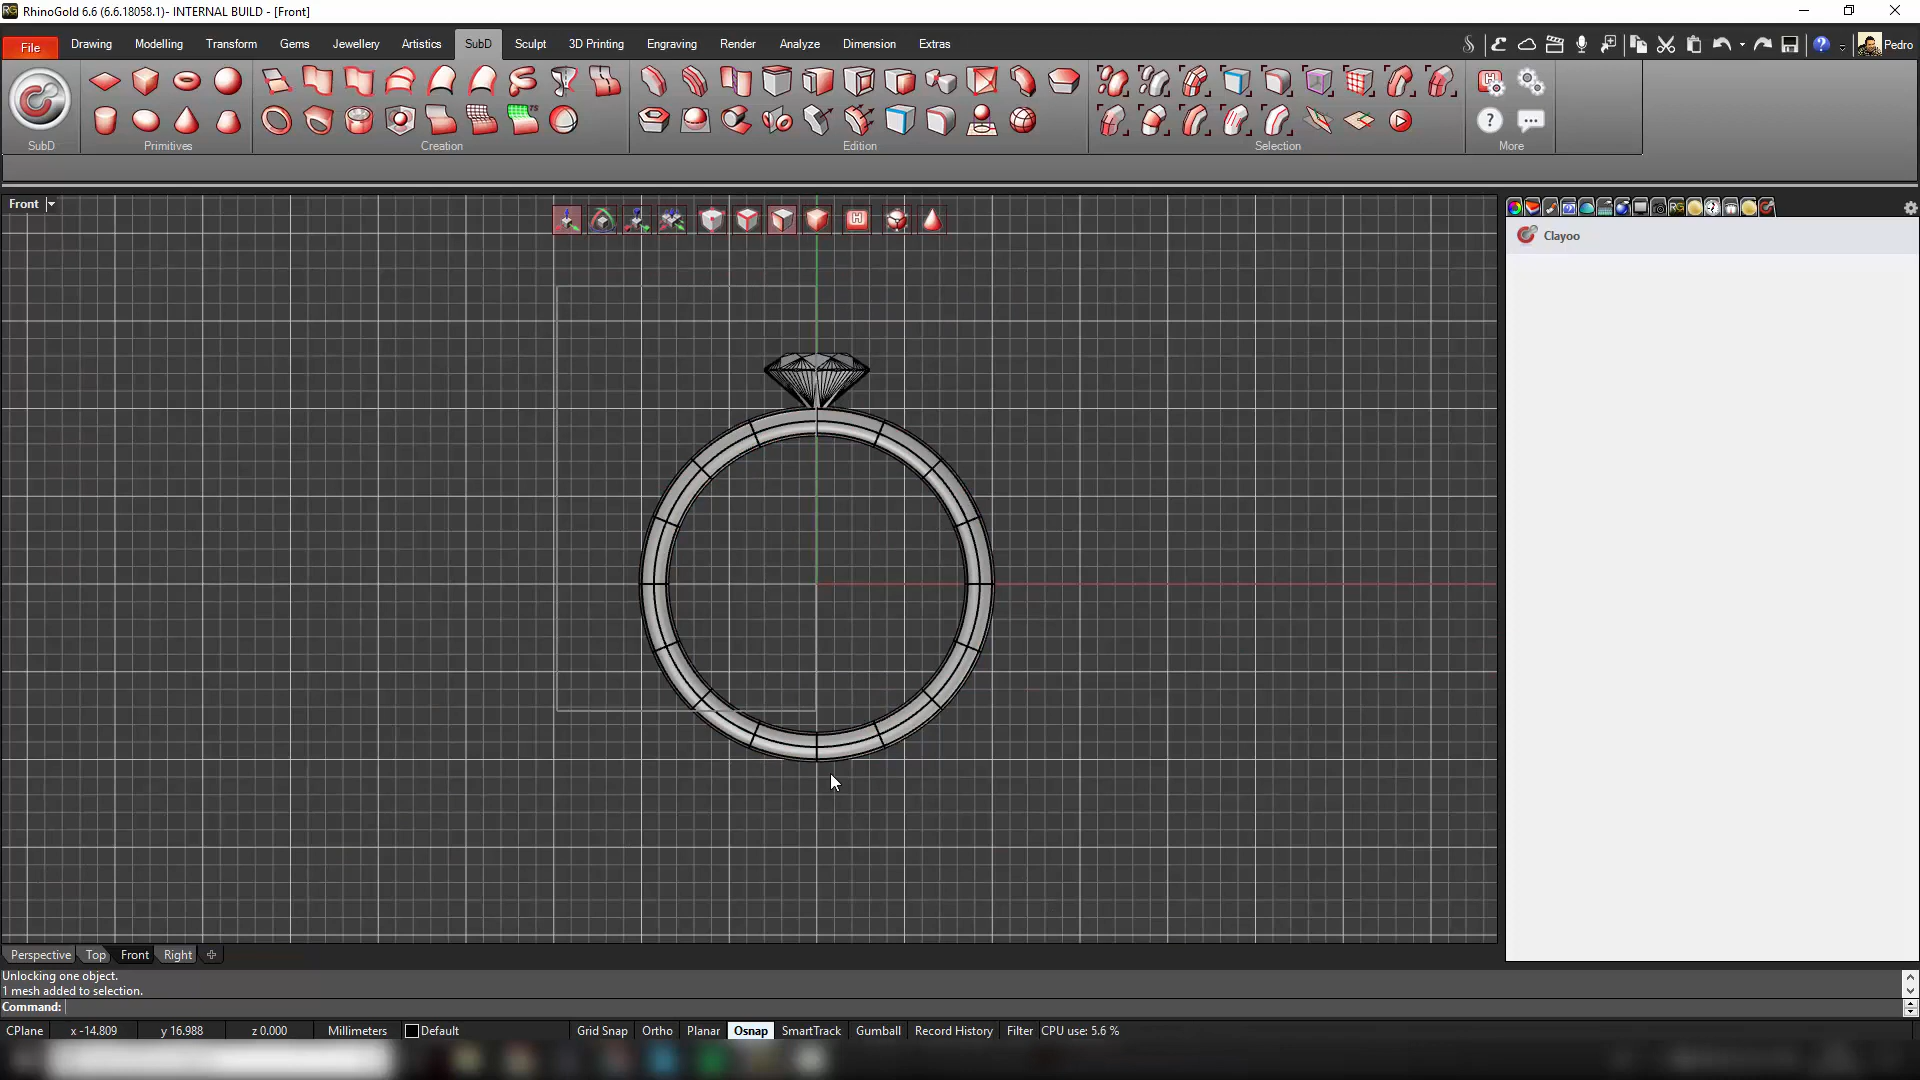 RhinoGold 6.6 (6.6.18058.1)- INTERNAL BUILD - [Front]
File Drawing Modelling Transform Gems Jewellery Artistics SubD Sculpt 3D Printing Engraving Render Analyze Dimension Extras Pedro
SubD Primitives Creation Edition Selection More
Front
Clayoo
Perspective Top Front Right
Unlocking one object.
1 mesh added to selection.
Command:
CPlane x -14.809 y 16.988 z 0.000 Millimeters Default Grid Snap Ortho Planar Osnap SmartTrack Gumball Record History Filter CPU use: 5.6 %